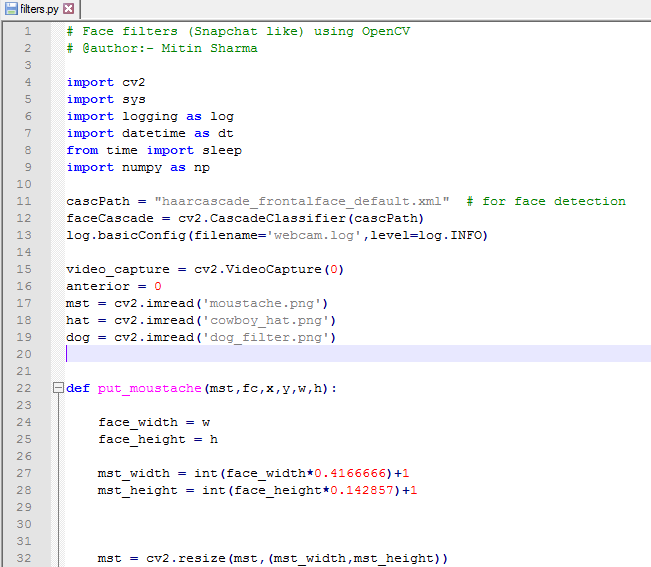 filters.py
1 # Face filters (Snapchat like) using OpenCV
2 # @author:- Mitin Sharma
3
4 import cv2
5 import sys
6 import logging as log
7 import datetime as dt
8 from time import sleep
9 import numpy as np
10
11 cascPath = "haarcascade_frontalface_default.xml"  # for face detection
12 faceCascade = cv2.CascadeClassifier(cascPath)
13 log.basicConfig(filename='webcam.log',level=log.INFO)
14
15 video_capture = cv2.VideoCapture(0)
16 anterior = 0
17 mst = cv2.imread('moustache.png')
18 hat = cv2.imread('cowboy_hat.png')
19 dog = cv2.imread('dog_filter.png')
20
21
22 def put_moustache(mst,fc,x,y,w,h):
23
24     face_width = w
25     face_height = h
26
27     mst_width = int(face_width*0.4166666)+1
28     mst_height = int(face_height*0.142857)+1
29
30
31
32     mst = cv2.resize(mst,(mst_width,mst_height))